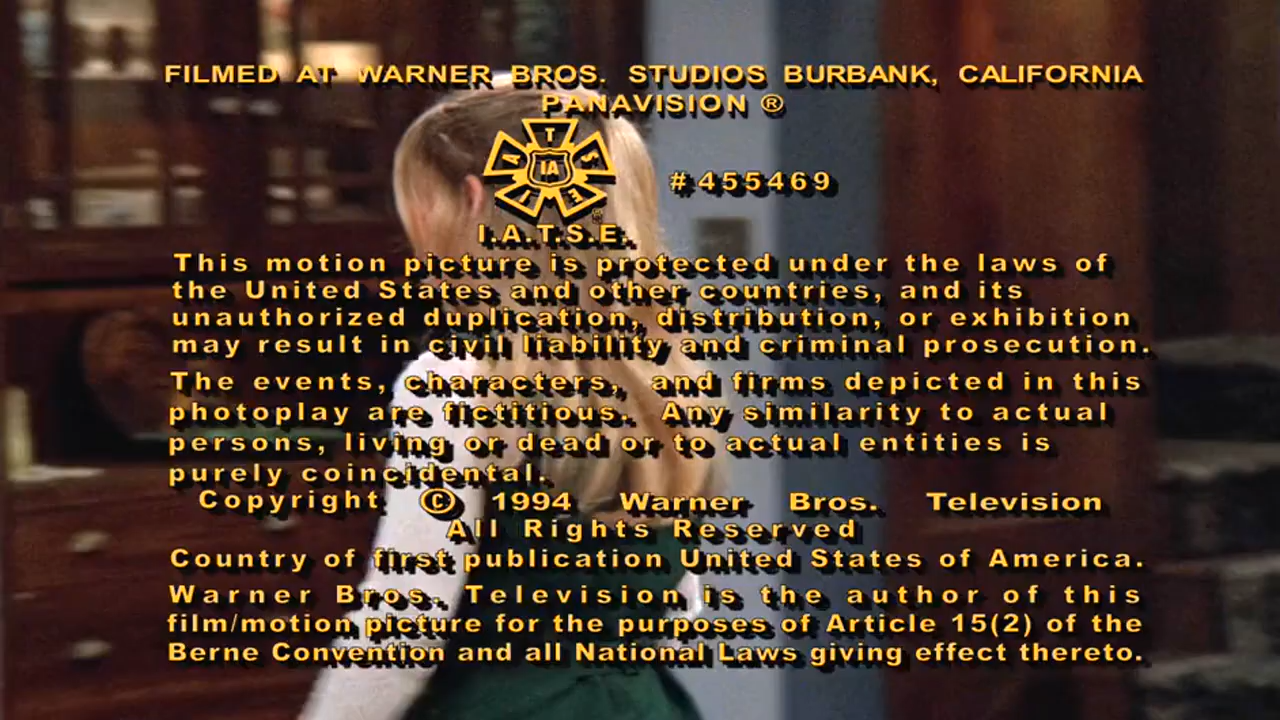 FILMED AT WARNER BROS. STUDIOS BURBANK, CALIFORNIA
PANAVISION ®
I A T S E
IA
®
#455469
I.A.T.S.E.
This motion picture is protected under the laws of
the United States and other countries, and its
unauthorized duplication, distribution, or exhibition
may result in civil liability and criminal prosecution.
The events, characters, and firms depicted in this
photoplay are fictitious. Any similarity to actual
persons, living or dead or to actual entities is
purely coincidental.
Copyright © 1994 Warner Bros. Television
All Rights Reserved
Country of first publication United States of America.
Warner Bros. Television is the author of this
film/motion picture for the purposes of Article 15(2) of the
Berne Convention and all National Laws giving effect thereto.